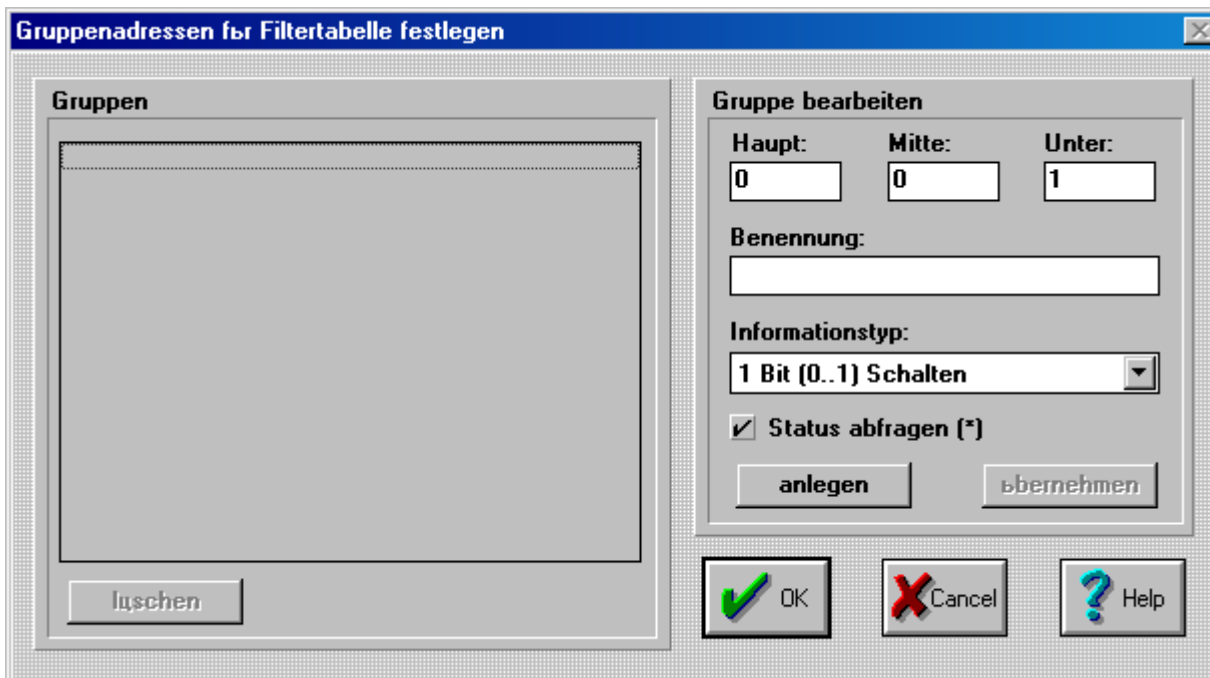 Gruppenadressen fьr Filtertabelle festlegen
Gruppen
lцschen
Gruppe bearbeiten
Haupt: Mitte: Unter:
0 0 1
Benennung:
Informationstyp:
1 Bit (0..1) Schalten
Status abfragen (*)
anlegen ьbernehmen
OK Cancel Help